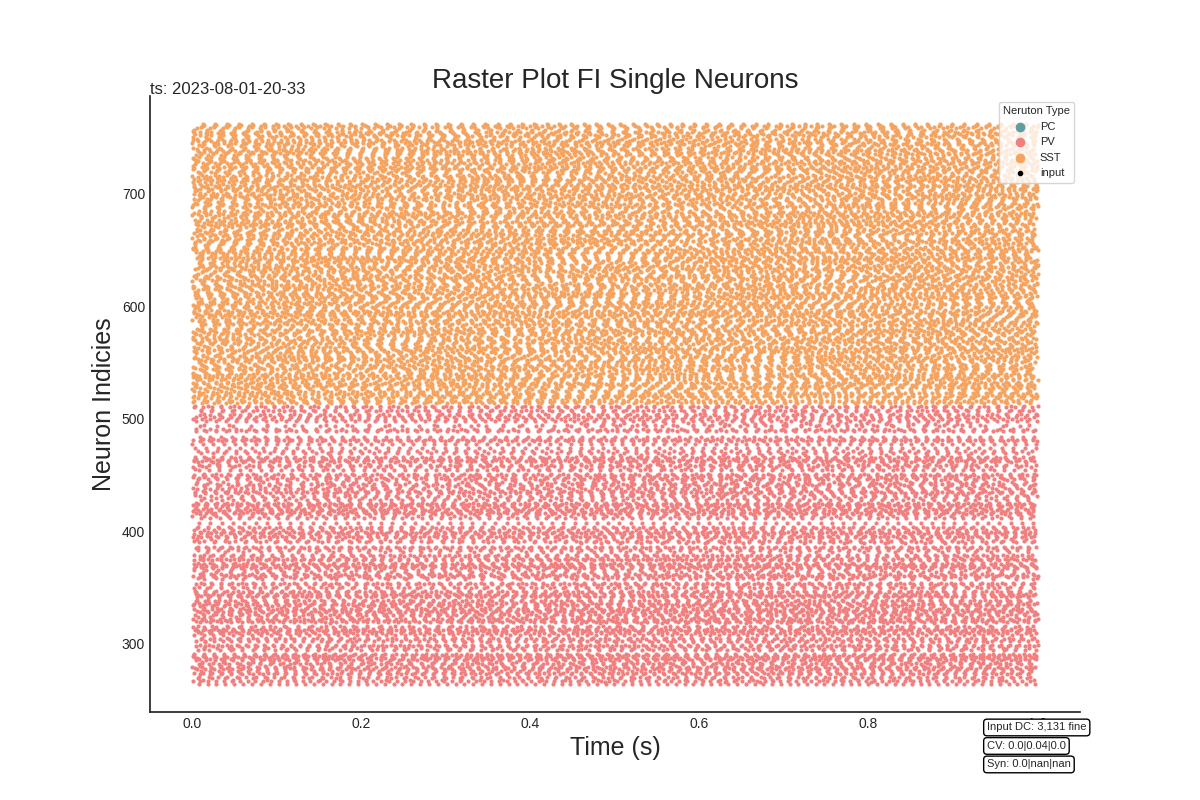 Raster Plot FI Single Neurons
ts: 2023-08-01-20-33
Neruton Type
PC
PV
SST
input
700
600
500
400
300
Neuron Indicies
0.0 0.2 0.4 0.6 0.8
Time (s)
Input DC: 3,131 fine
CV: 0.0|0.04|0.0
Syn: 0.0|nan|nan